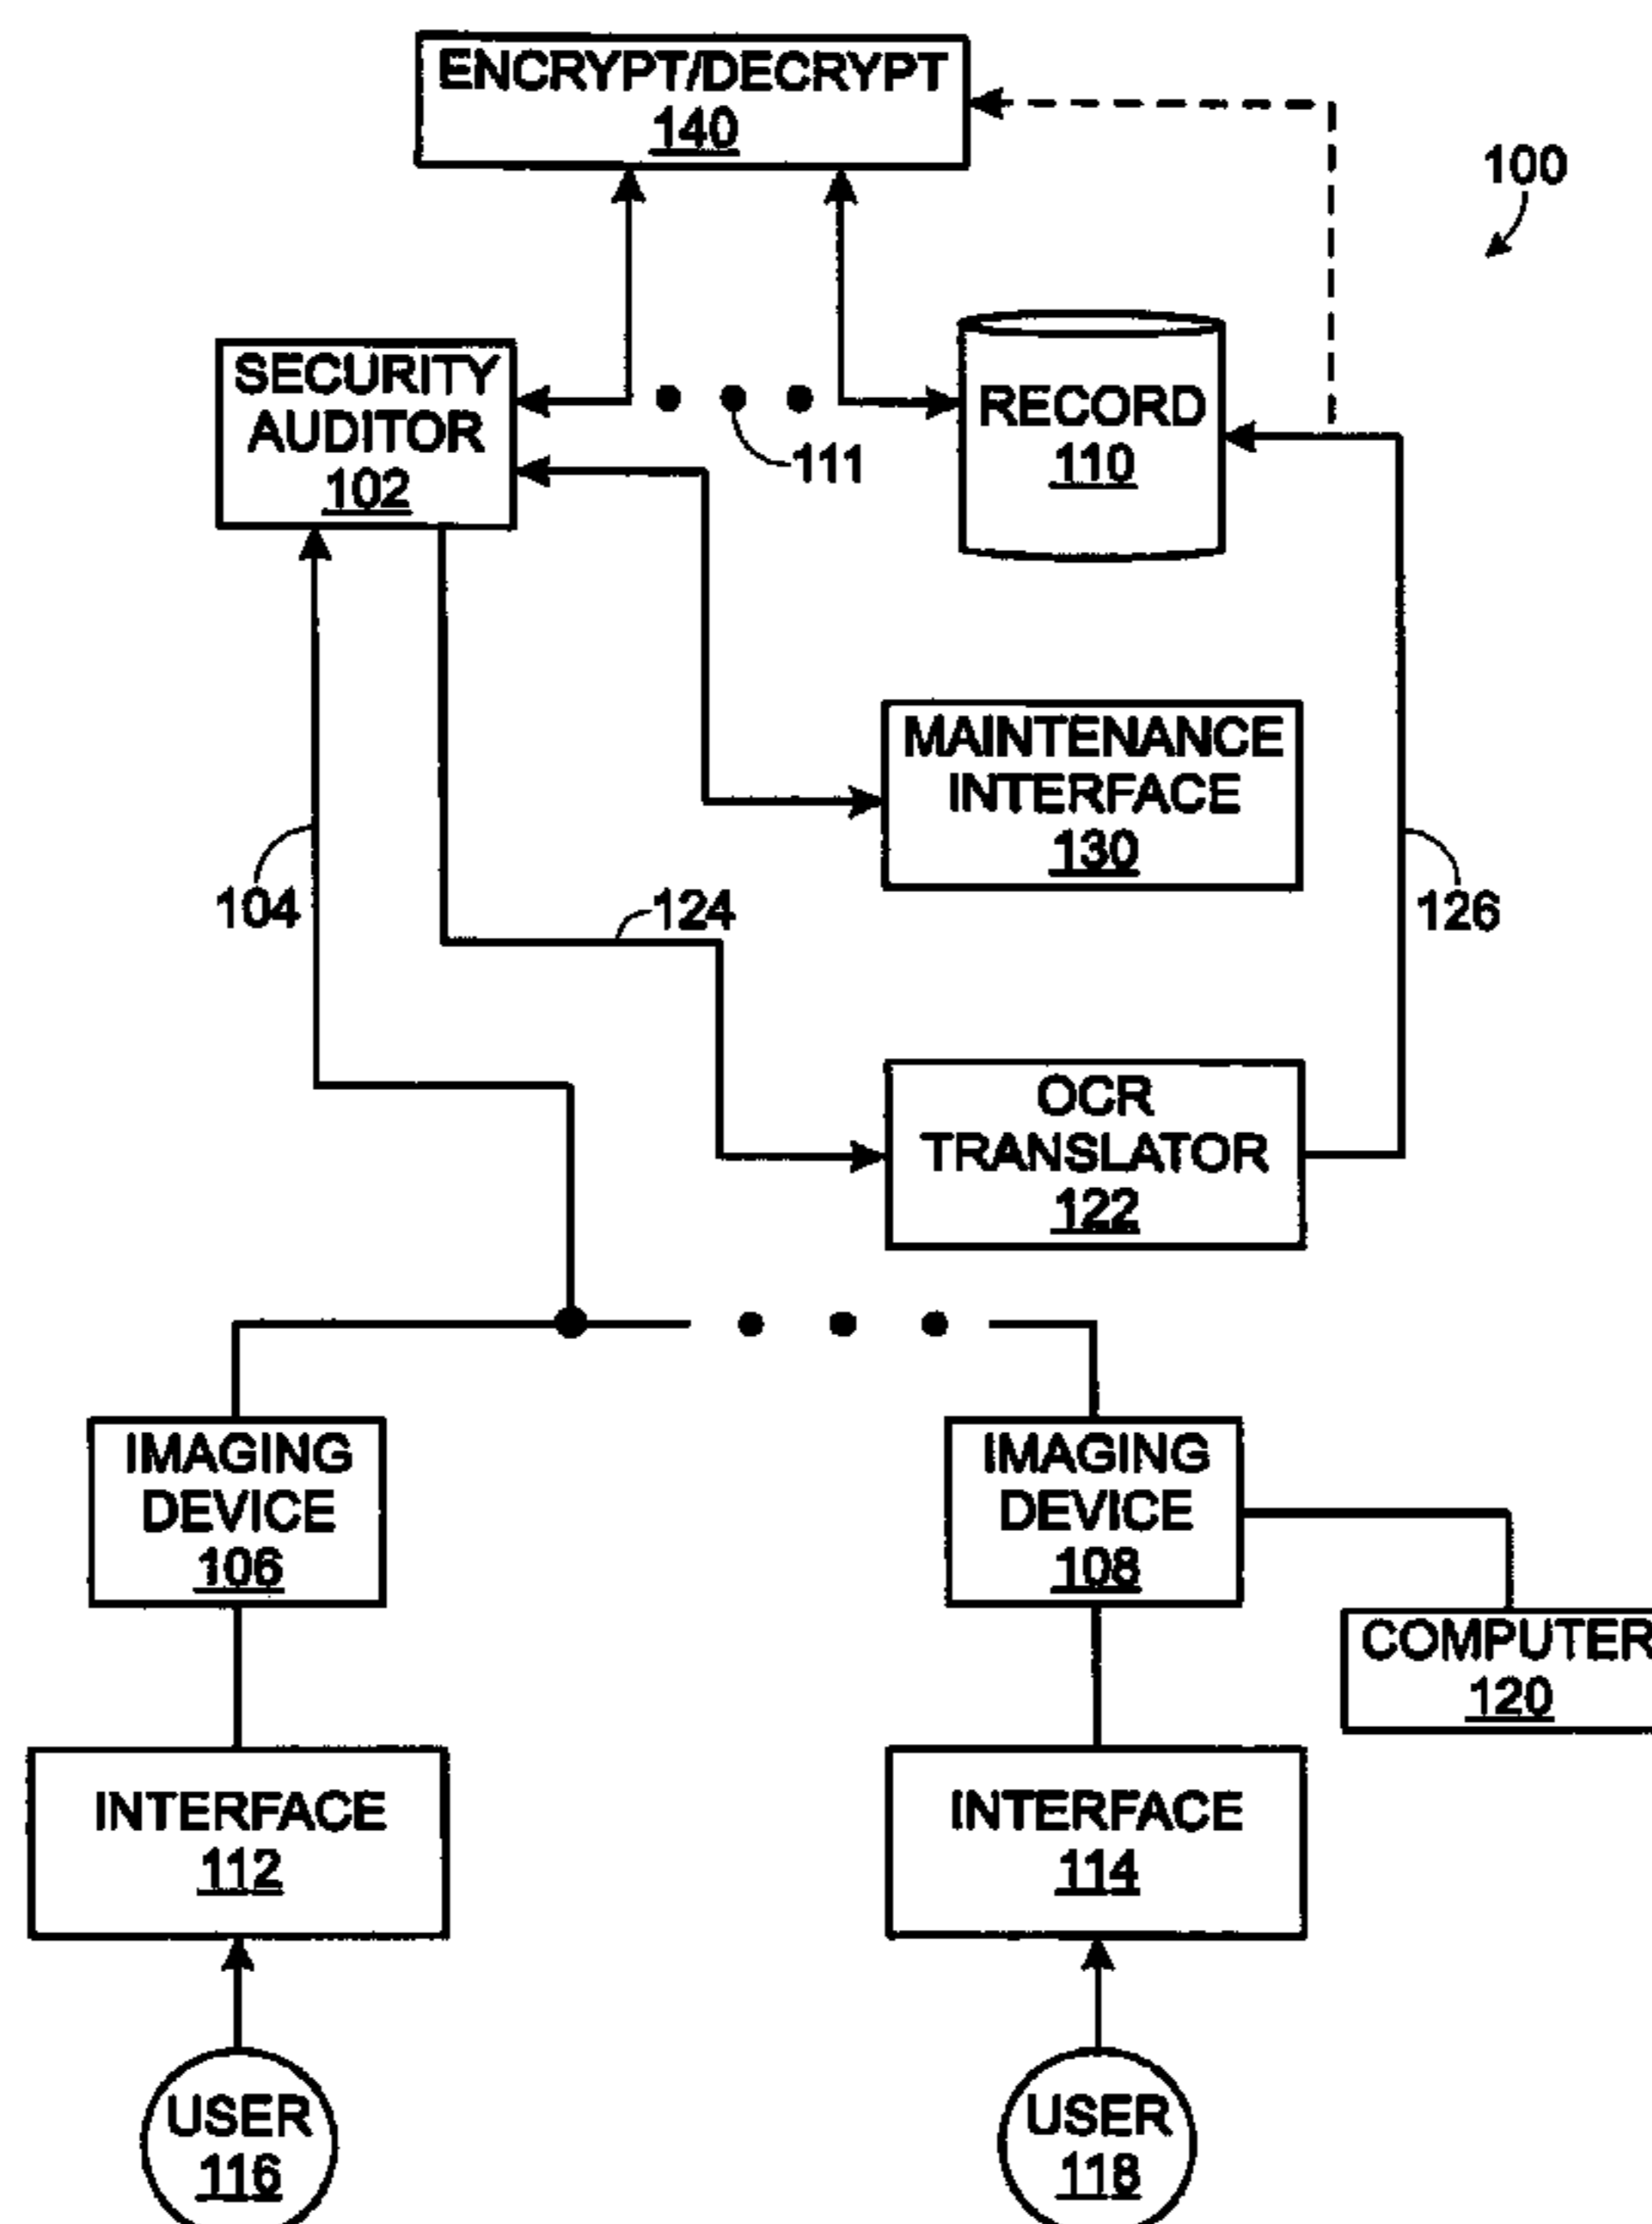 ENCRYPT/DECRYPT
140
100
SECURITY
AUDITOR
102
111
RECORD
110
MAINTENANCE
INTERFACE
130
104
124
126
OCR
TRANSLATOR
122
IMAGING
DEVICE
106
IMAGING
DEVICE
108
COMPUTER
120
INTERFACE
112
INTERFACE
114
USER
116
USER
118